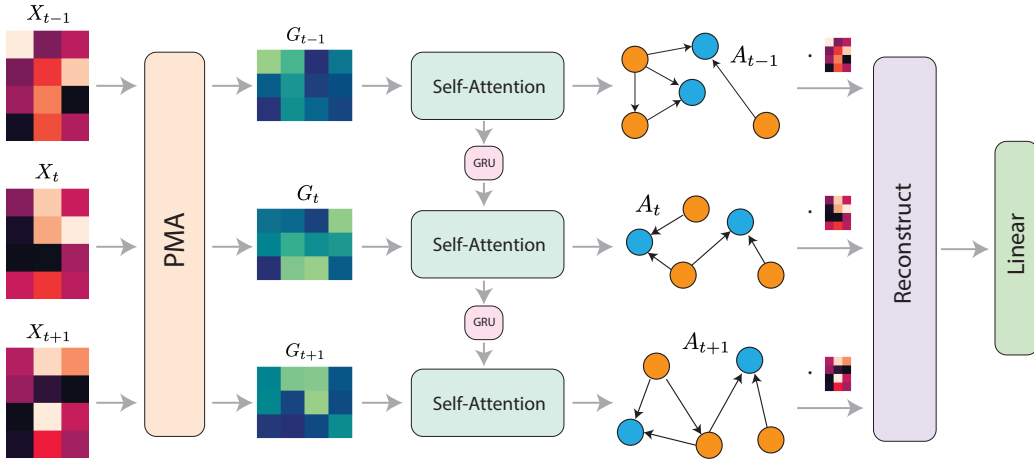 X_{t-1}
G_{t-1}
Self-Attention
A_{t-1}
·
GRU
X_t
G_t
Self-Attention
A_t
·
GRU
X_{t+1}
G_{t+1}
Self-Attention
A_{t+1}
·
PMA
Reconstruct
Linear